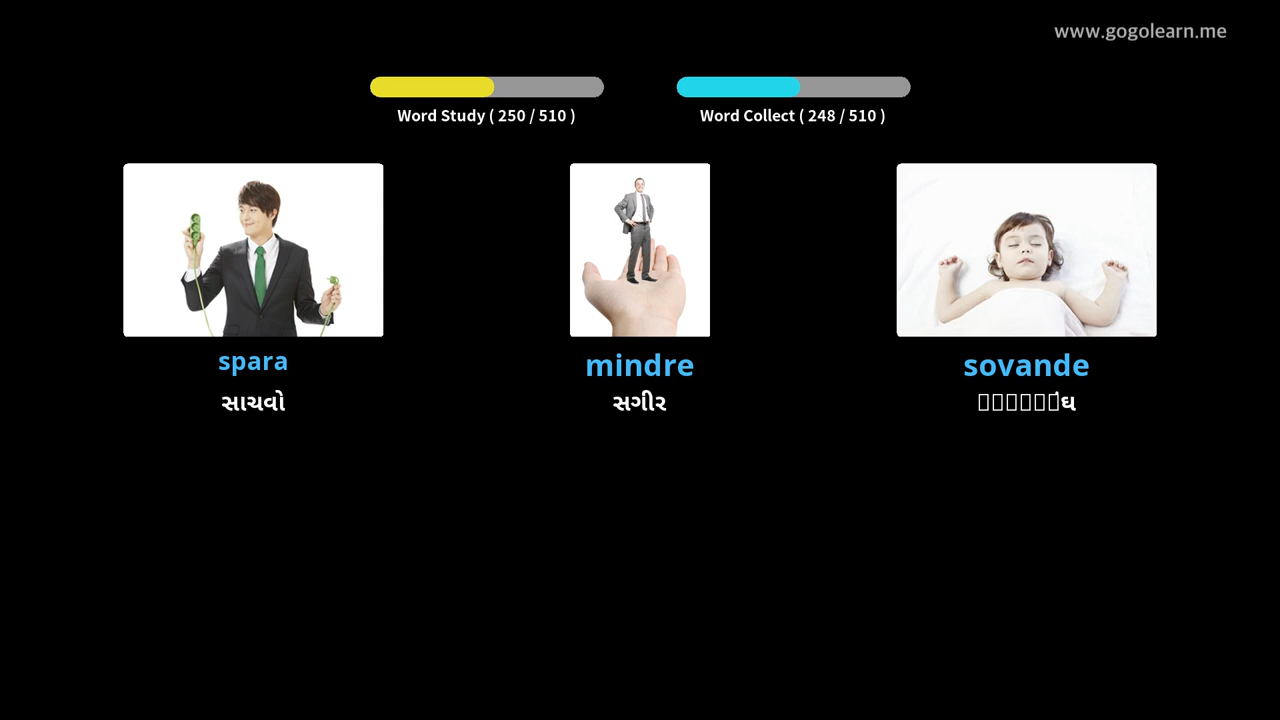 www.gogolearn.me
Word Study ( 250 / 510 )
Word Collect ( 248 / 510 )
spara
mindre
sovande
સાચવો
સગીર